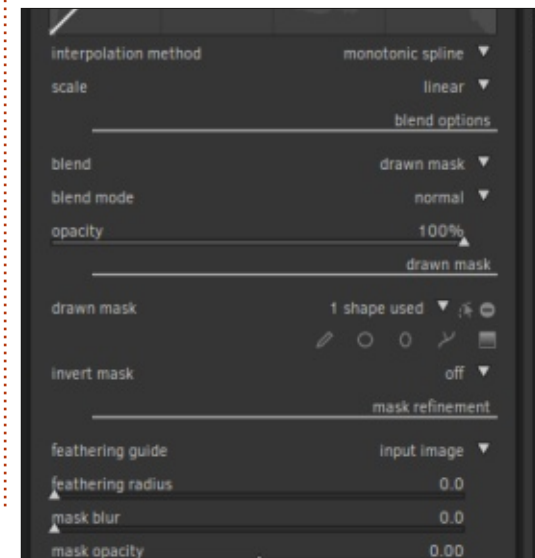 interpolation method monotonic spline
scale linear
blend options
blend drawn mask
blend mode normal
opacity 100%
drawn mask
drawn mask 1 shape used
invert mask off
mask refinement
feathering guide input image
feathering radius 0.0
mask blur 0.0
mask opacity 0.00